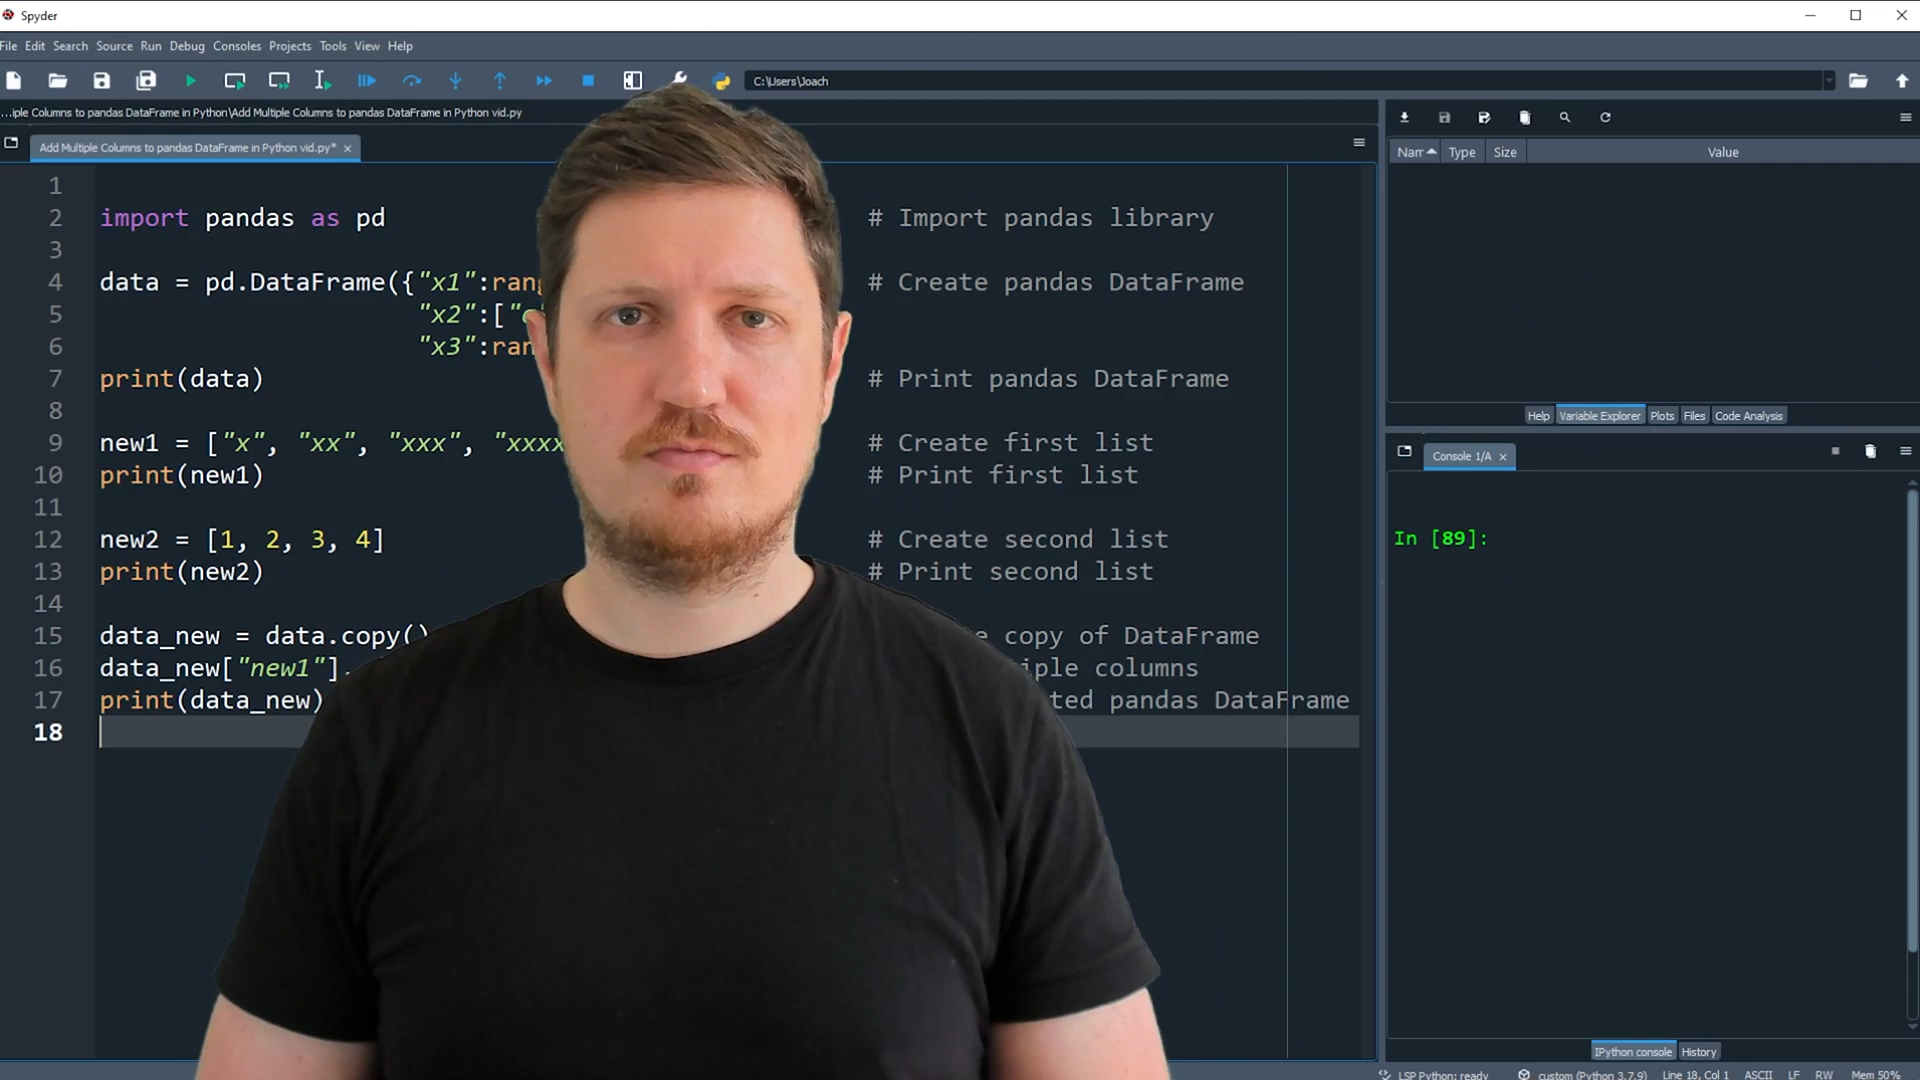 Spyder
File Edit Search Source Run Debug Consoles Projects Tools View Help
C:\Users\Joach
...iple Columns to pandas DataFrame in Python\Add Multiple Columns to pandas DataFrame in Python vid.py
Add Multiple Columns to pandas DataFrame in Python vid.py*
Nam Type Size Value
1
2 import pandas as pd # Import pandas library
3
4 data = pd.DataFrame({"x1":rang # Create pandas DataFrame
5 "x2":["
6 "x3":ran
7 print(data) # Print pandas DataFrame
8
9 new1 = ["x", "xx", "xxx", "xxxx # Create first list
10 print(new1) # Print first list
11
12 new2 = [1, 2, 3, 4] # Create second list
13 print(new2) # Print second list
14
15 data_new = data.copy() copy of DataFrame
16 data_new["new1"] iple columns
17 print(data_new) ted pandas DataFrame
18
Help Variable Explorer Plots Files Code Analysis
Console 1/A
In [89]:
IPython console History
LSP Python: ready custom (Python 3.7.9) Line 18, Col 1 ASCII LF RW Mem 50%